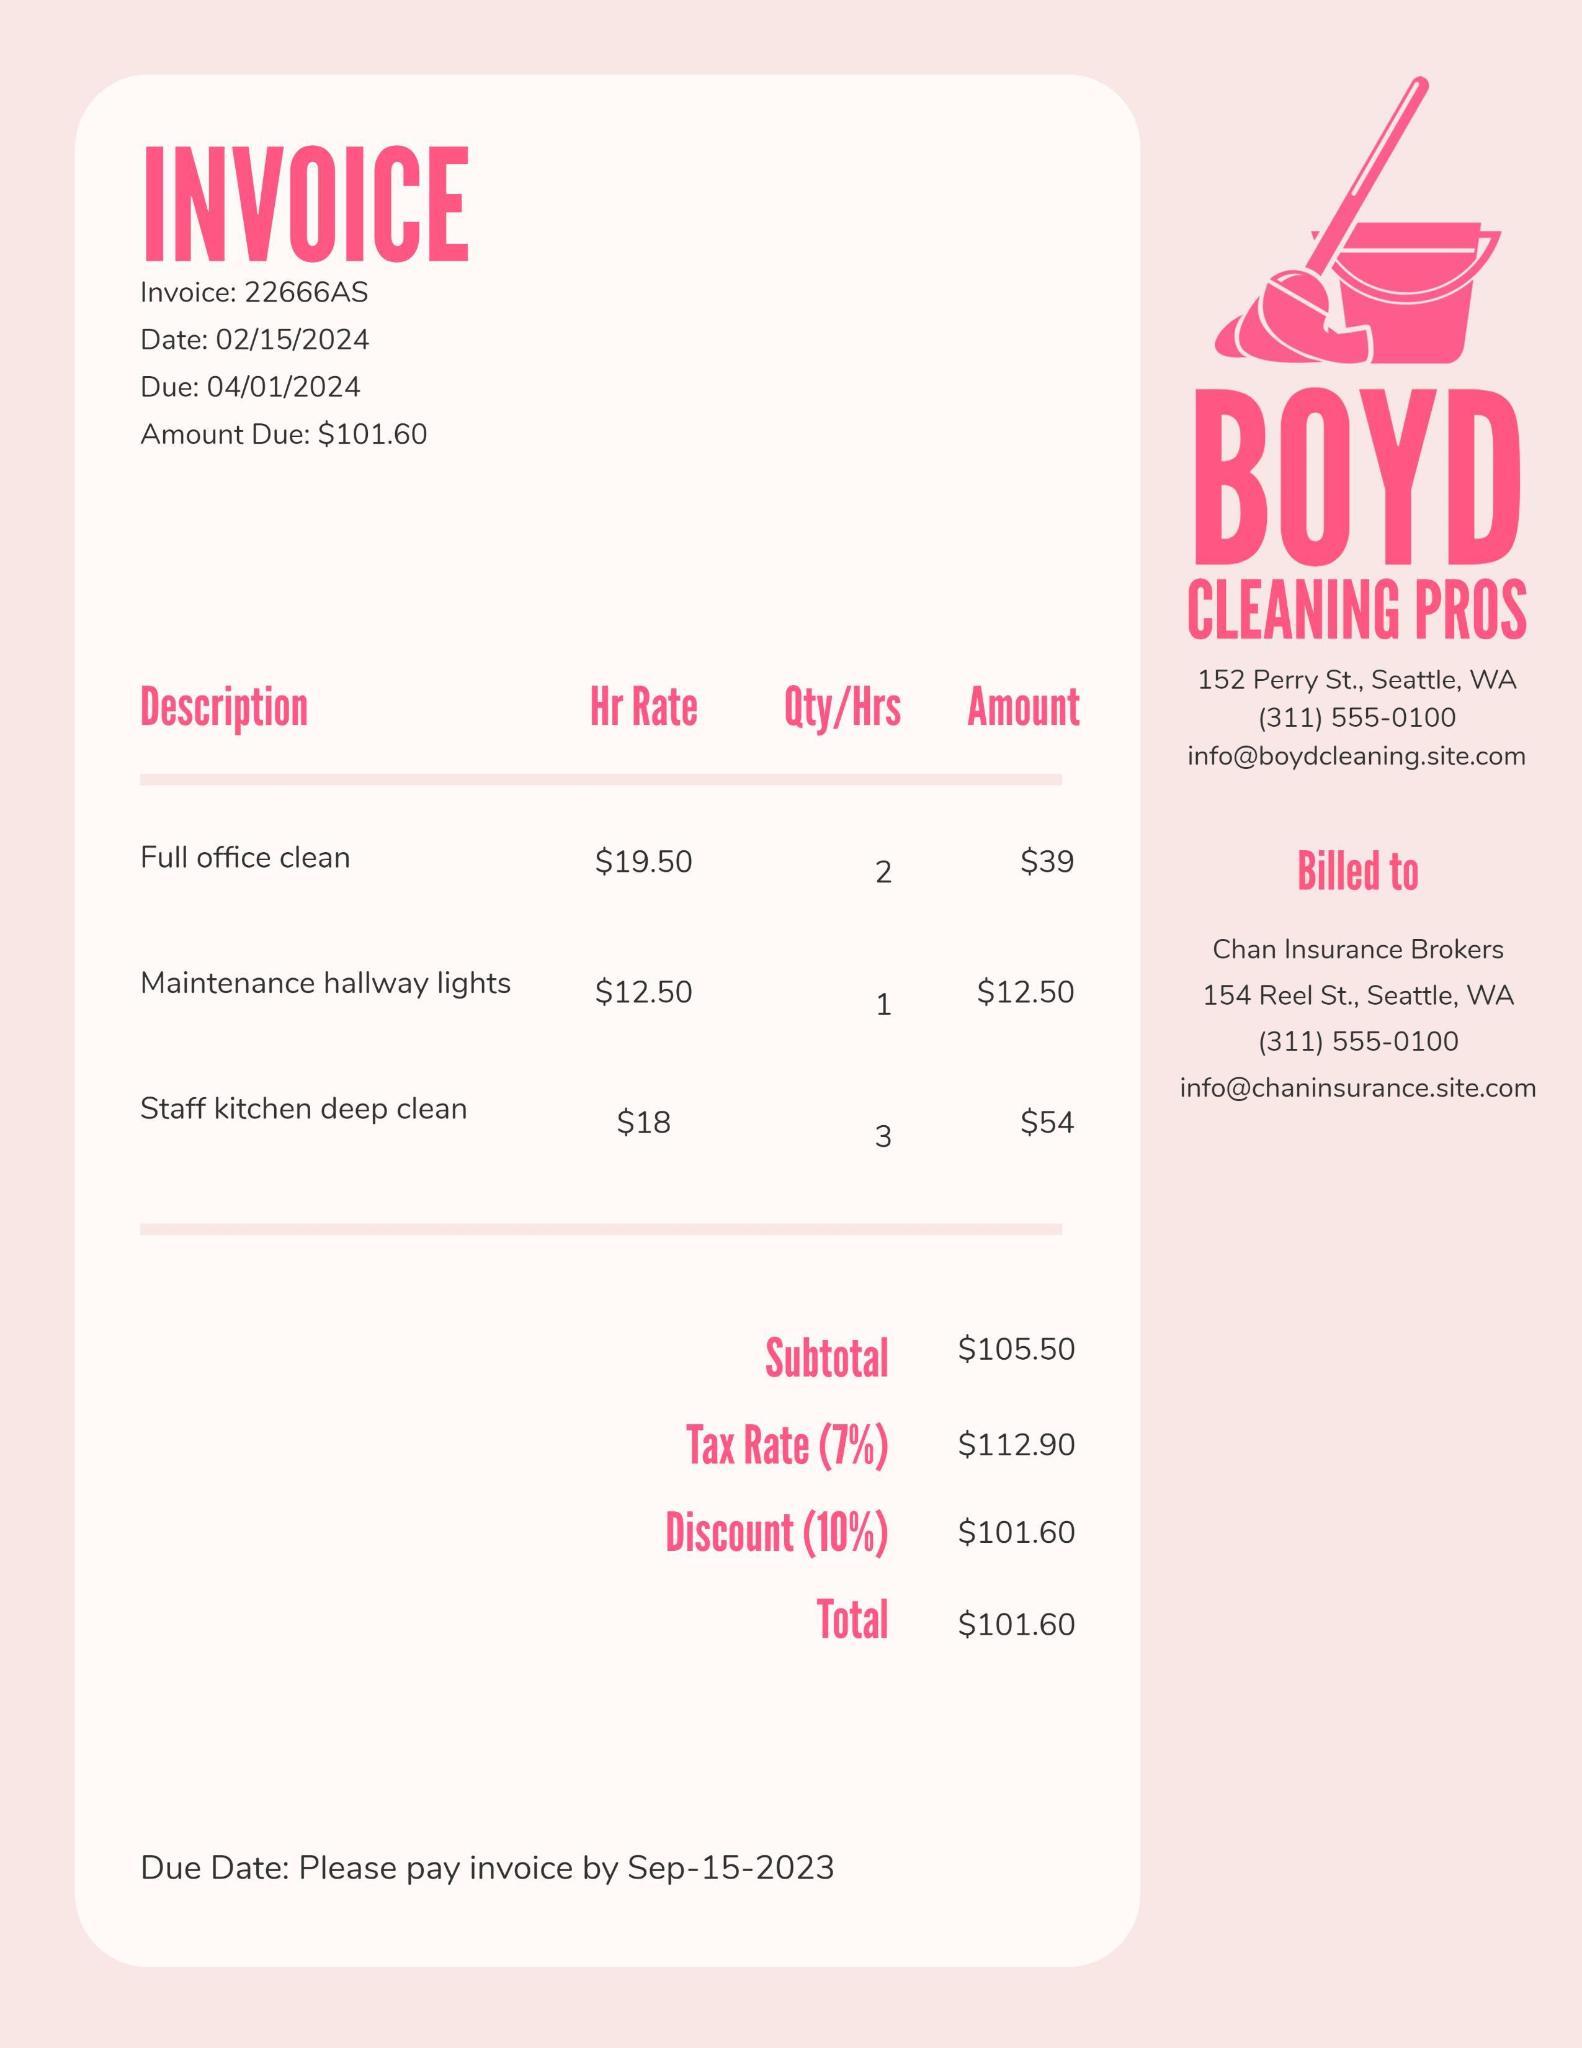 INVOICE
Invoice: 22666AS
Date: 02/15/2024
Due: 04/01/2024
Amount Due: $101.60
BOYD
CLEANING PROS
152 Perry St., Seattle, WA
(311) 555-0100
info@boydcleaning.site.com
Billed to
Chan Insurance Brokers
154 Reel St., Seattle, WA
(311) 555-0100
info@chaninsurance.site.com
Description Hr Rate Qty/Hrs Amount
Full office clean $19.50 2 $39
Maintenance hallway lights $12.50 1 $12.50
Staff kitchen deep clean $18 3 $54
Subtotal $105.50
Tax Rate (7%) $112.90
Discount (10%) $101.60
Total $101.60
Due Date: Please pay invoice by Sep-15-2023